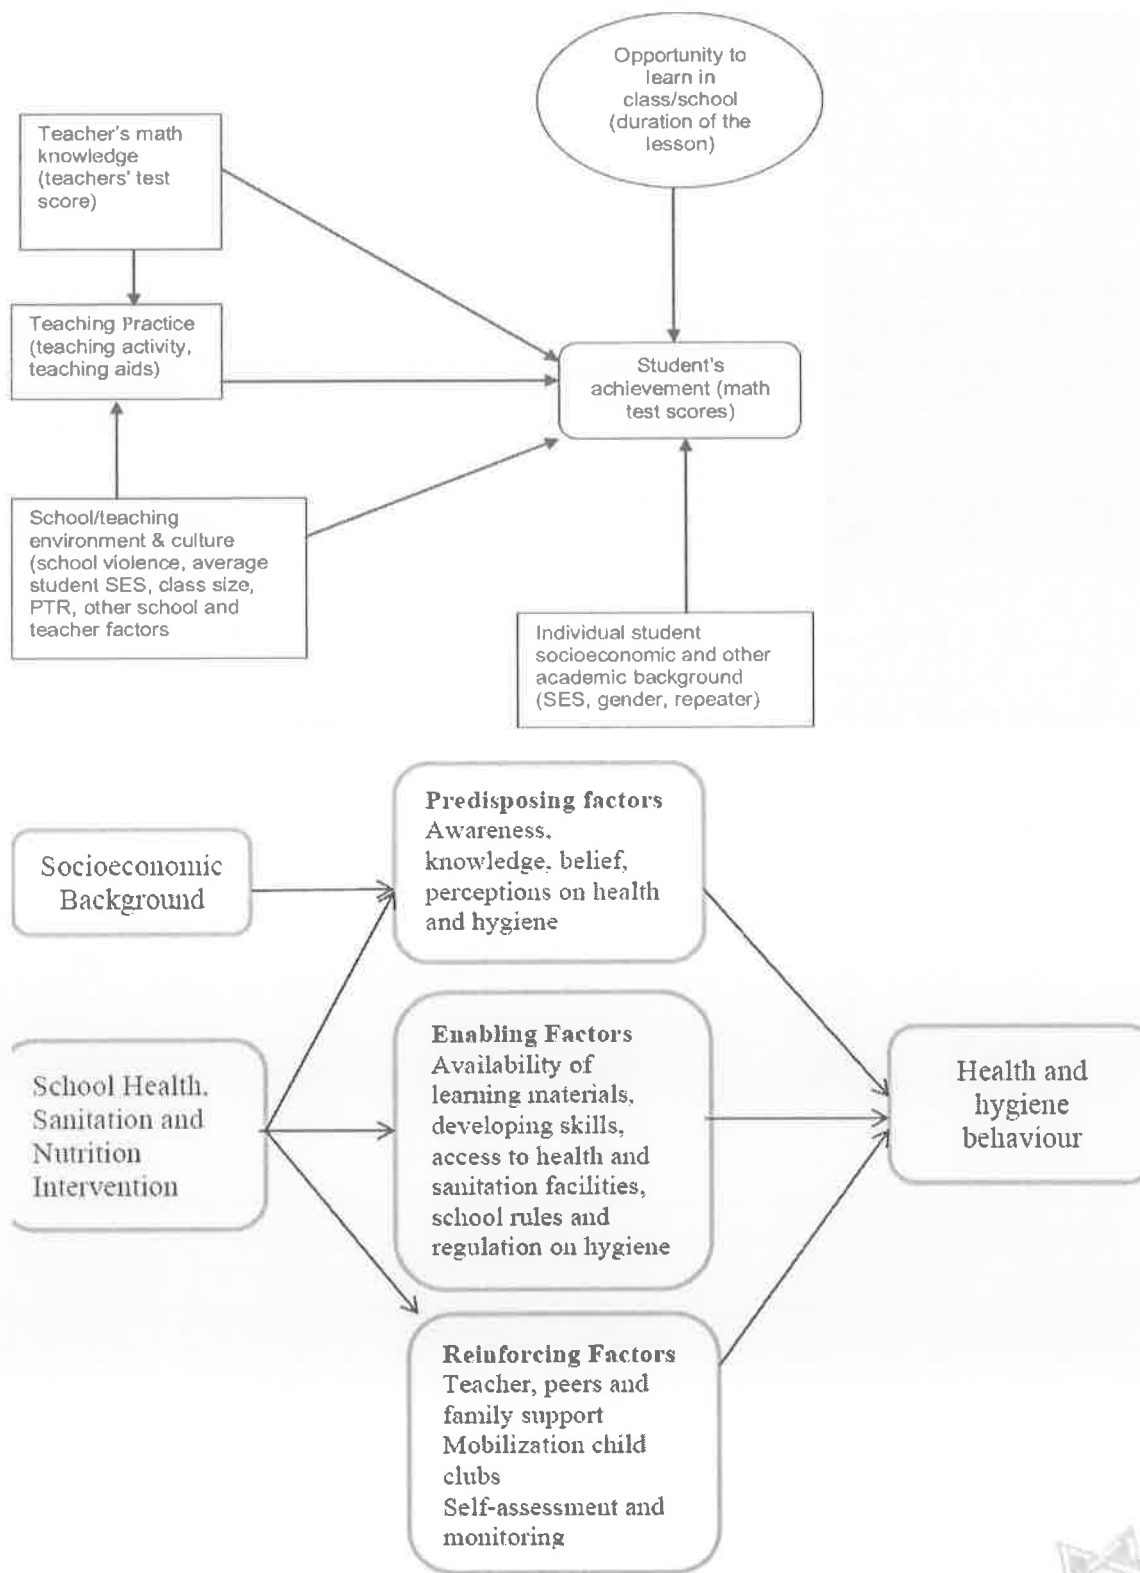 Opportunity to
learn in
class/school
(duration of the
lesson)
Teacher's math
knowledge
(teachers' test
score)
Teaching Practice
(teaching activity,
teaching aids)
Student's
achievement (math
test scores)
School/teaching
environment & culture
(school violence, average
student SES, class size,
PTR, other school and
teacher factors
Individual student
socioeconomic and other
academic background
(SES, gender, repeater)
Predisposing factors
Awareness,
knowledge, belief,
perceptions on health
and hygiene
Socioeconomic
Background
Enabling Factors
Availability of
learning materials,
developing skills,
access to health and
sanitation facilities,
school rules and
regulation on hygiene
School Health,
Sanitation and
Nutrition
Intervention
Health and
hygiene
behaviour
Reinforcing Factors
Teacher, peers and
family support
Mobilization child
clubs
Self-assessment and
monitoring